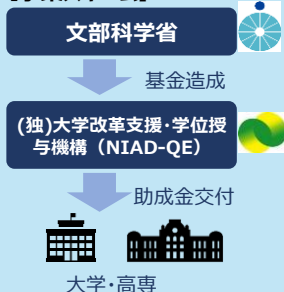 文部科学省
基金造成
(独)大学改革支援・学位授
与機構（NIAD-QE）
助成金交付
大学・高専